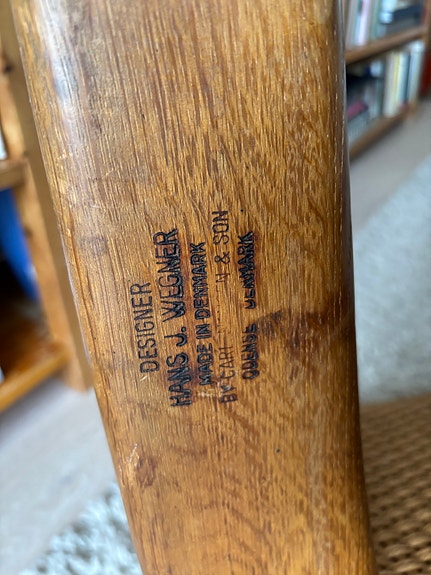 DESIGNER
HANS J. WEGNER
MADE IN DENMARK
BY CARL & SON
ODENSE DENMARK